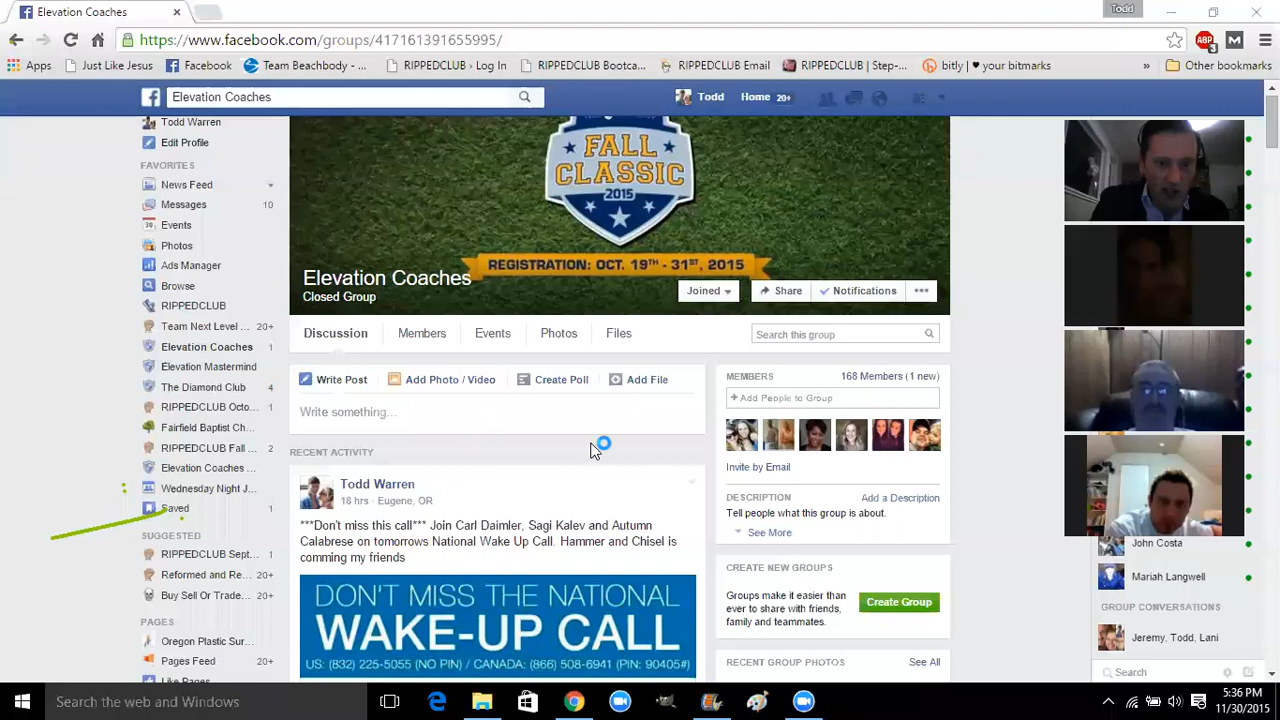 Elevation Coaches
Todd
https://www.facebook.com/groups/417161391655995/
ABP
3
Apps
Just Like Jesus
Facebook
Team Beachbody - ...
RIPPEDCLUB › Log In
RIPPEDCLUB Bootca...
RIPPEDCLUB Email
RIPPEDCLUB | Step-...
bitly | ♥ your bitmarks
»
Other bookmarks
Elevation Coaches
Todd
Home 20+
Todd Warren
Edit Profile
FAVORITES
News Feed
Messages 10
Events
Photos
Ads Manager
Browse
RIPPEDCLUB
Team Next Level ... 20+
Elevation Coaches 1
Elevation Mastermind
The Diamond Club 4
RIPPEDCLUB Octo...
Fairfield Baptist Ch...
RIPPEDCLUB Fall ... 2
Elevation Coaches ...
Wednesday Night J...
Saved 1
SUGGESTED
RIPPEDCLUB Sept... 1
Reformed and Re... 20+
Buy Sell Or Trade... 20+
PAGES
Oregon Plastic Sur...
Pages Feed 20+
Like Pages
FALL
CLASSIC
2015
REGISTRATION: OCT. 19TH - 31ST, 2015
Elevation Coaches
Closed Group
Joined
Share
Notifications
...
Discussion
Members
Events
Photos
Files
Search this group
Write Post
Add Photo / Video
Create Poll
Add File
Write something...
RECENT ACTIVITY
Todd Warren
18 hrs · Eugene, OR
***Don't miss this call*** Join Carl Daimler, Sagi Kalev and Autumn
Calabrese on tomorrows National Wake Up Call. Hammer and Chisel is
comming my friends
DON'T MISS THE NATIONAL
WAKE-UP CALL
US: (832) 225-5055 (NO PIN) / CANADA: (866) 508-6941 (PIN: 90405#)
MEMBERS
168 Members (1 new)
+ Add People to Group
Invite by Email
DESCRIPTION
Add a Description
Tell people what this group is about.
See More
CREATE NEW GROUPS
Groups make it easier than
ever to share with friends,
family and teammates.
Create Group
RECENT GROUP PHOTOS
See All
John Costa
Mariah Langwell
GROUP CONVERSATIONS
Jeremy, Todd, Lani
Search
Search the web and Windows
5:36 PM
11/30/2015